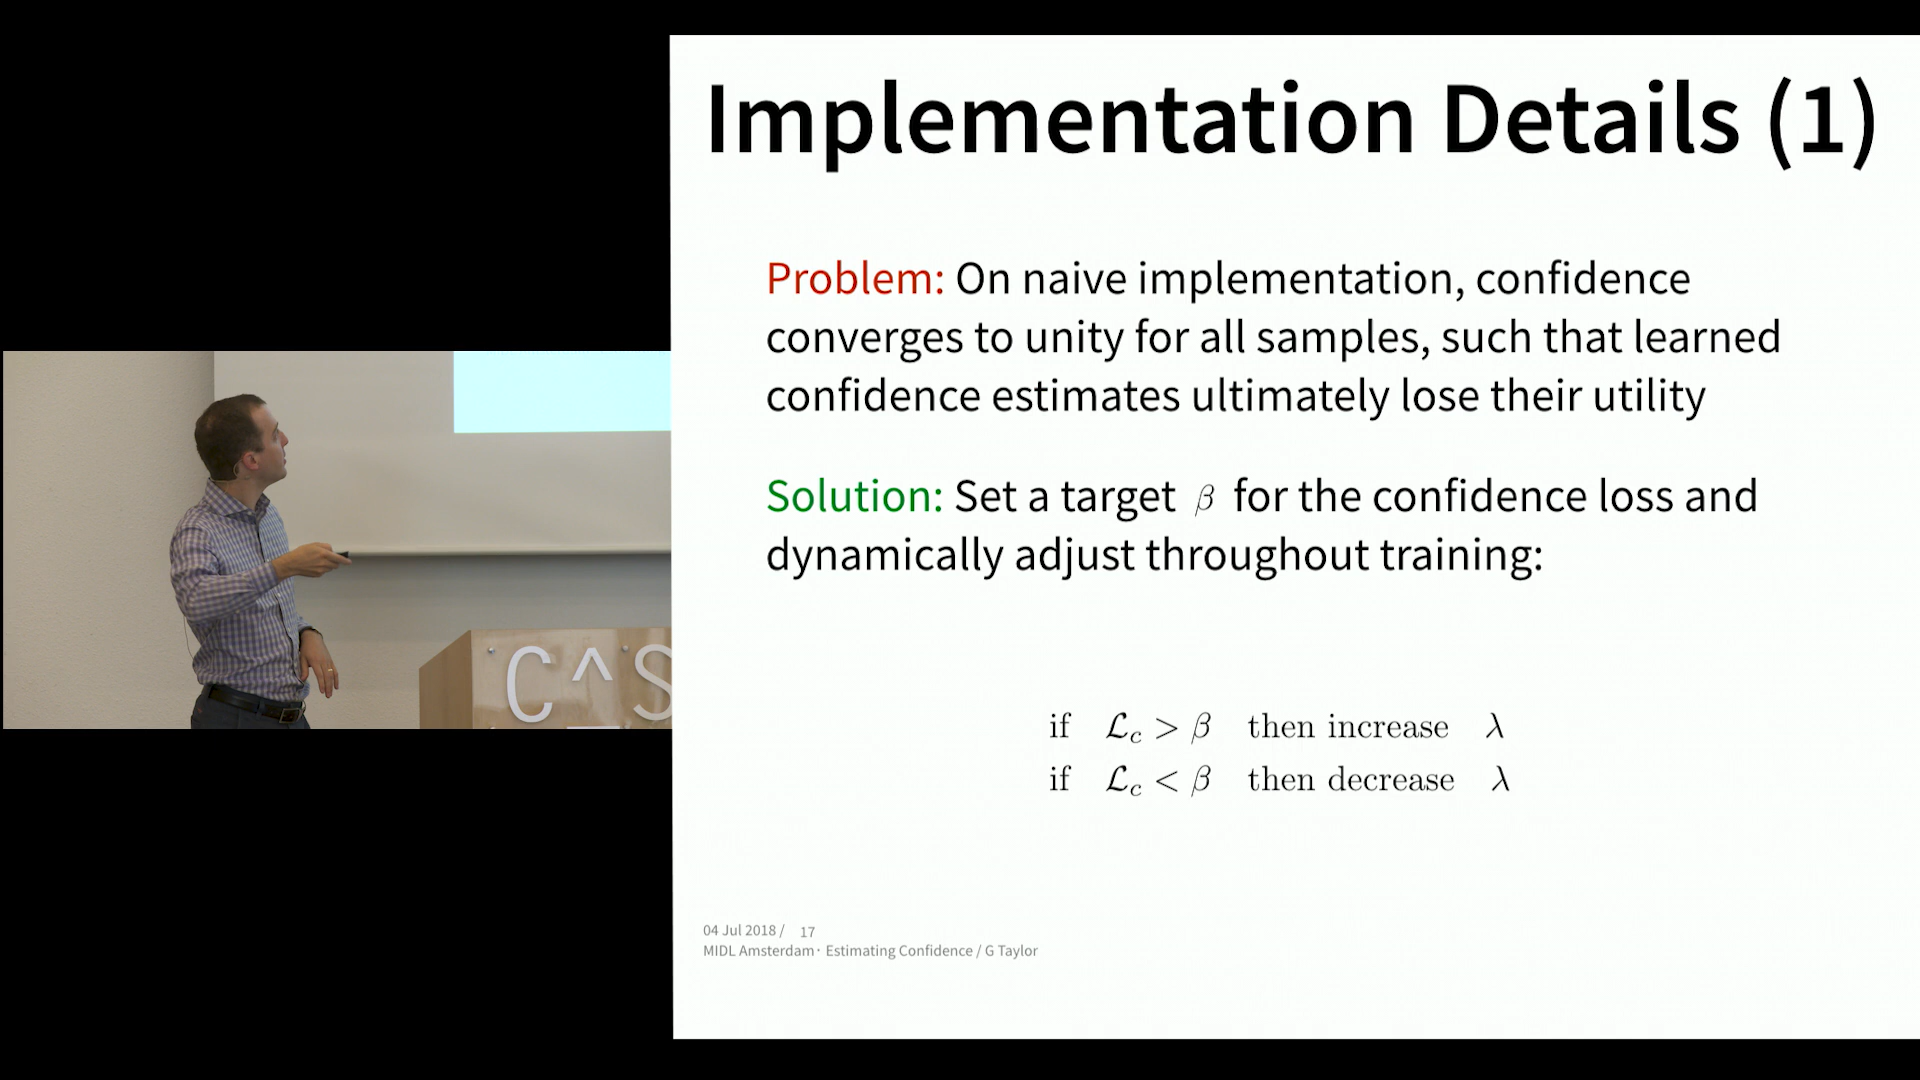 Implementation Details (1)
Problem: On naive implementation, confidence
converges to unity for all samples, such that learned
confidence estimates ultimately lose their utility
Solution: Set a target β for the confidence loss and
dynamically adjust throughout training:
if ℒc > β then increase λ
if ℒc < β then decrease λ
04 Jul 2018 / 17
MIDL Amsterdam · Estimating Confidence / G Taylor
C^S